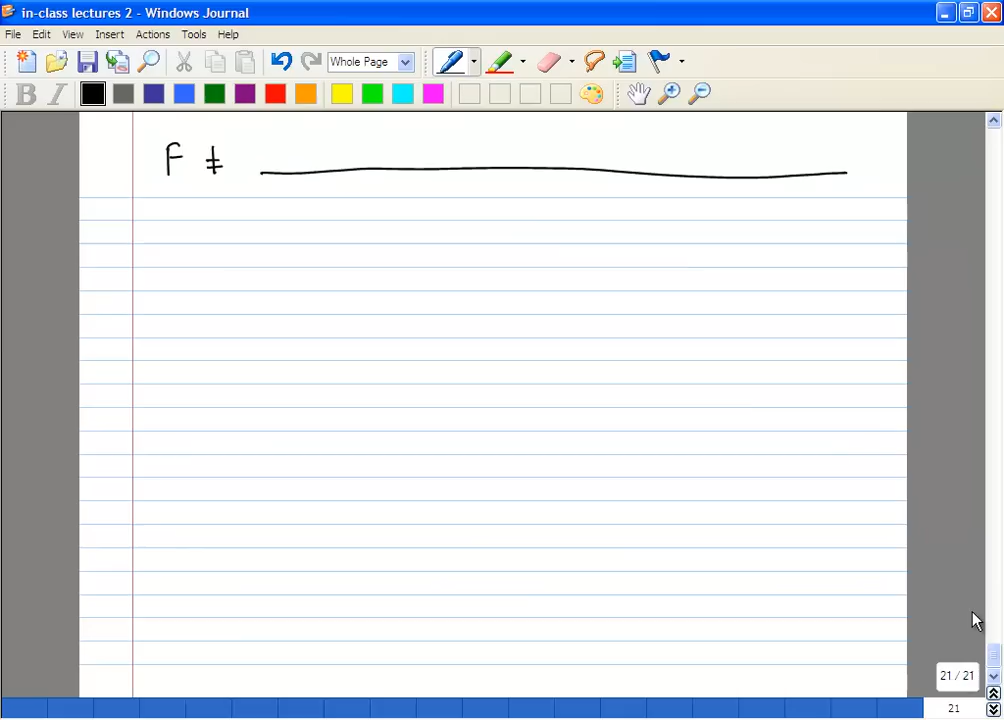 in-class lectures 2 - Windows Journal
File Edit View Insert Actions Tools Help
Whole Page
B I
F ‡
21 / 21
21